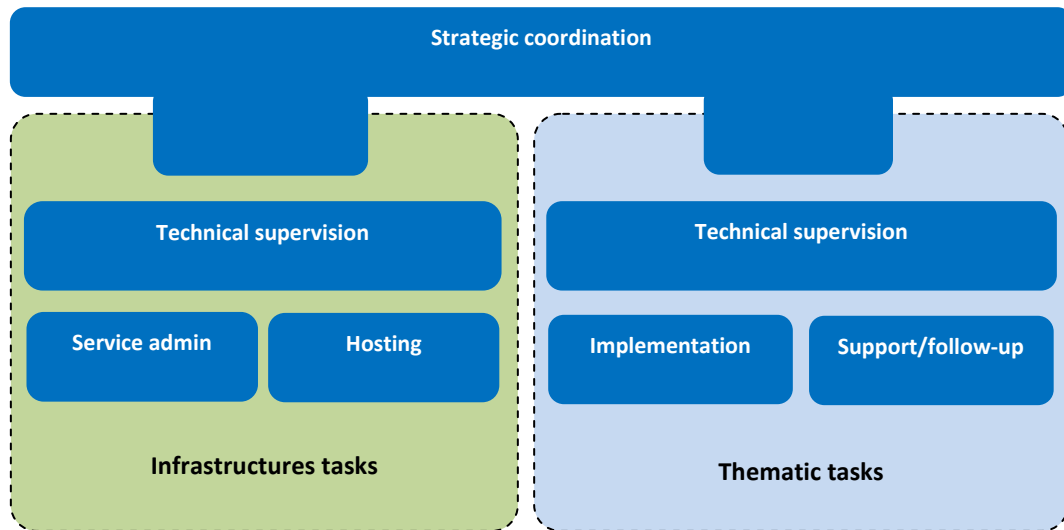 Strategic coordination
Technical supervision
Service admin
Hosting
Infrastructures tasks
Technical supervision
Implementation
Support/follow-up
Thematic tasks